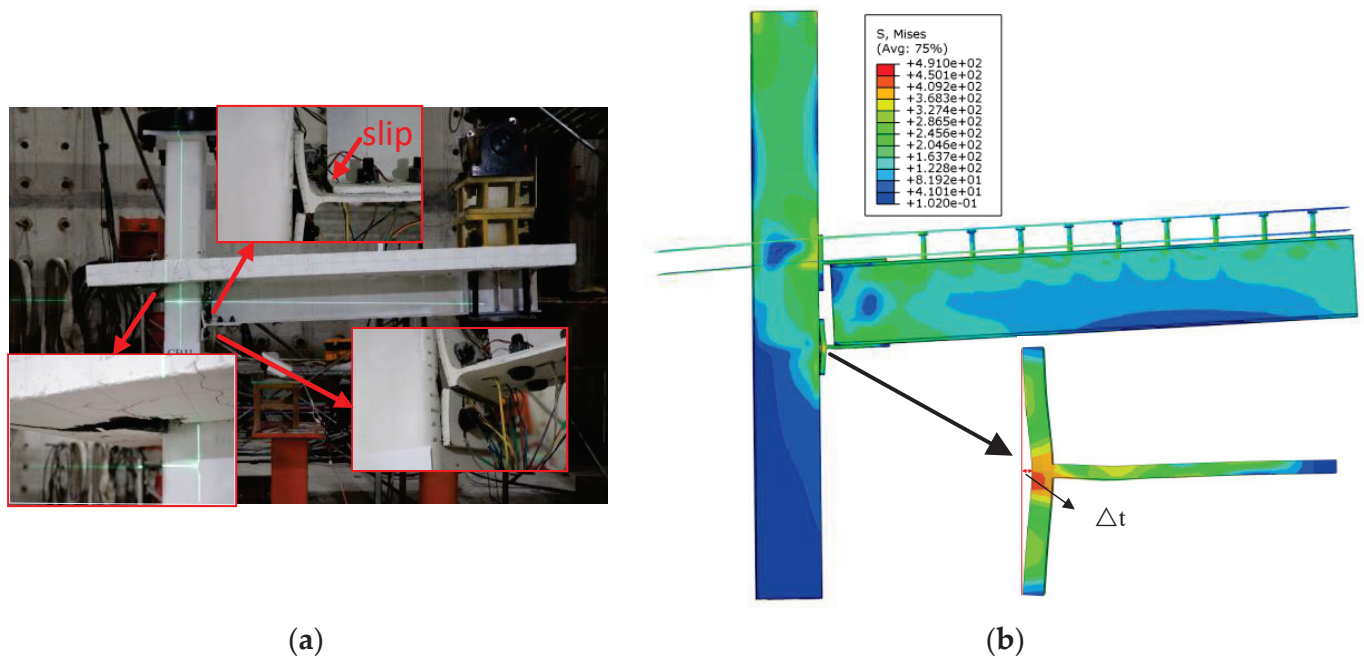 slip
S, Mises
(Avg: 75%)
+4.910e+02
+4.501e+02
+4.092e+02
+3.683e+02
+3.274e+02
+2.865e+02
+2.456e+02
+2.046e+02
+1.637e+02
+1.228e+02
+8.192e+01
+4.101e+01
+1.020e-01
△t
(a)
(b)